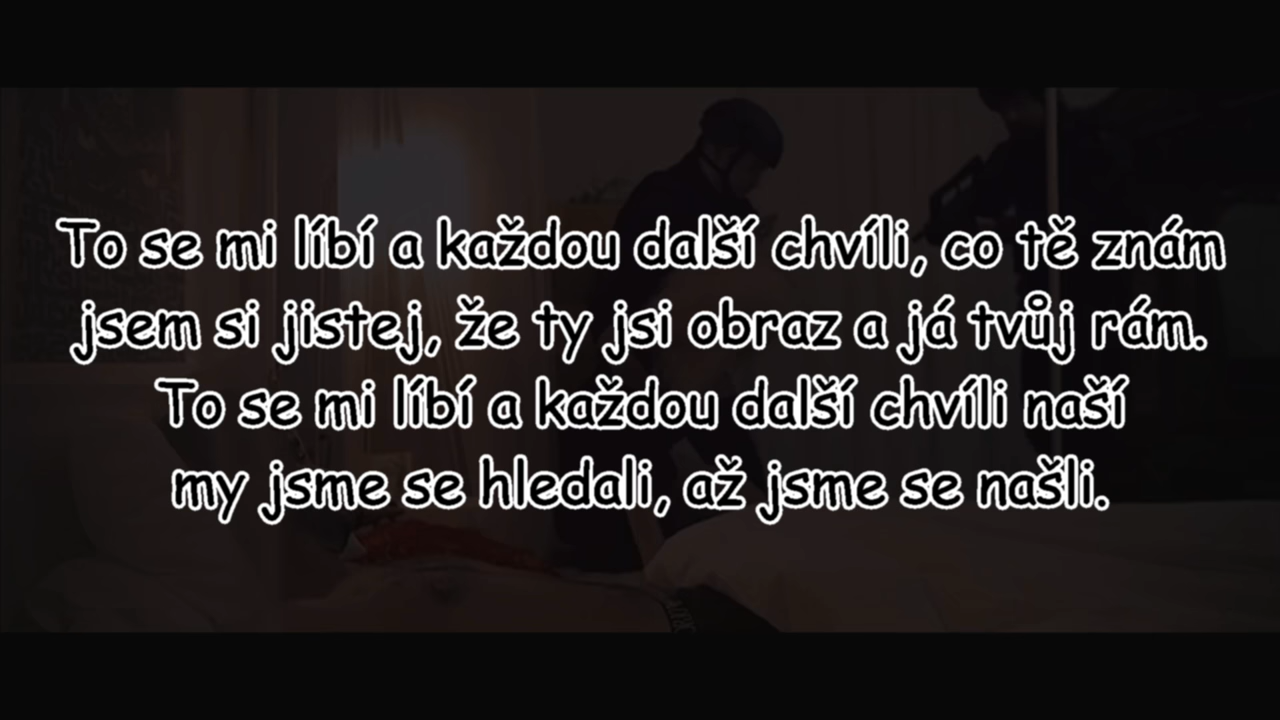 To se mi líbí a každou další chvíli, co tě znám
jsem si jistej, že ty jsi obraz a já tvůj rám.
To se mi líbí a každou další chvíli naší
my jsme se hledali, až jsme se našli.